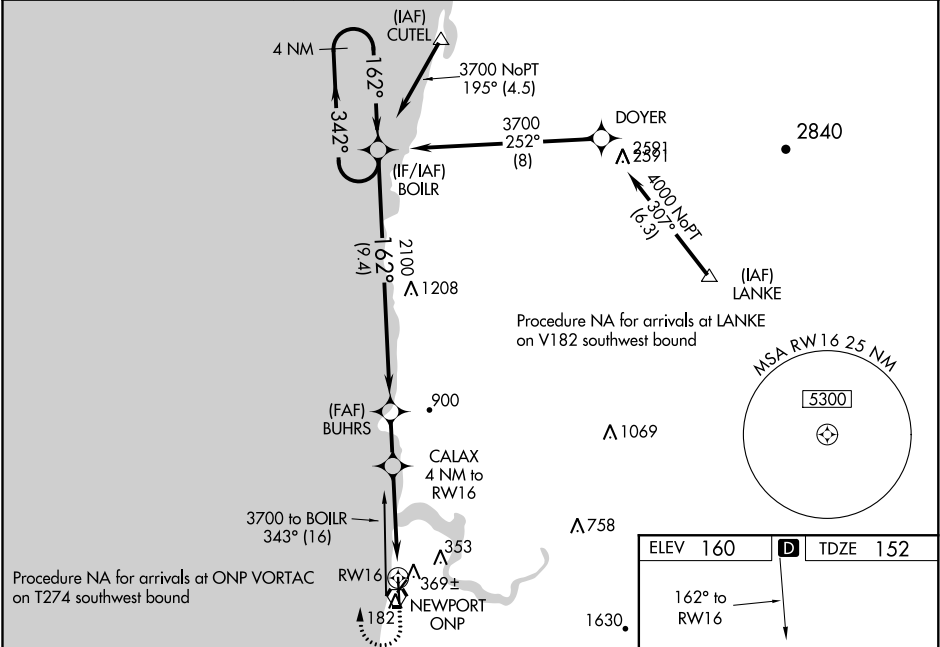 (IAF)
CUTEL
4 NM
162°
342°
3700 NoPT
195° (4.5)
DOYER
3700
252°
(8)
2591
2591
2840
(IF/IAF)
BOILR
4000 NoPT
307°
(6.3)
(IAF)
LANKE
2100
162°
(9.4)
1208
Procedure NA for arrivals at LANKE
on V182 southwest bound
MSA RW16 25 NM
5300
(FAF)
BUHRS
900
1069
CALAX
4 NM to
RW16
3700 to BOILR
343° (16)
758
353
RW16
369±
NEWPORT
ONP
182
1630
Procedure NA for arrivals at ONP VORTAC
on T274 southwest bound
ELEV 160 D TDZE 152
162° to
RW16